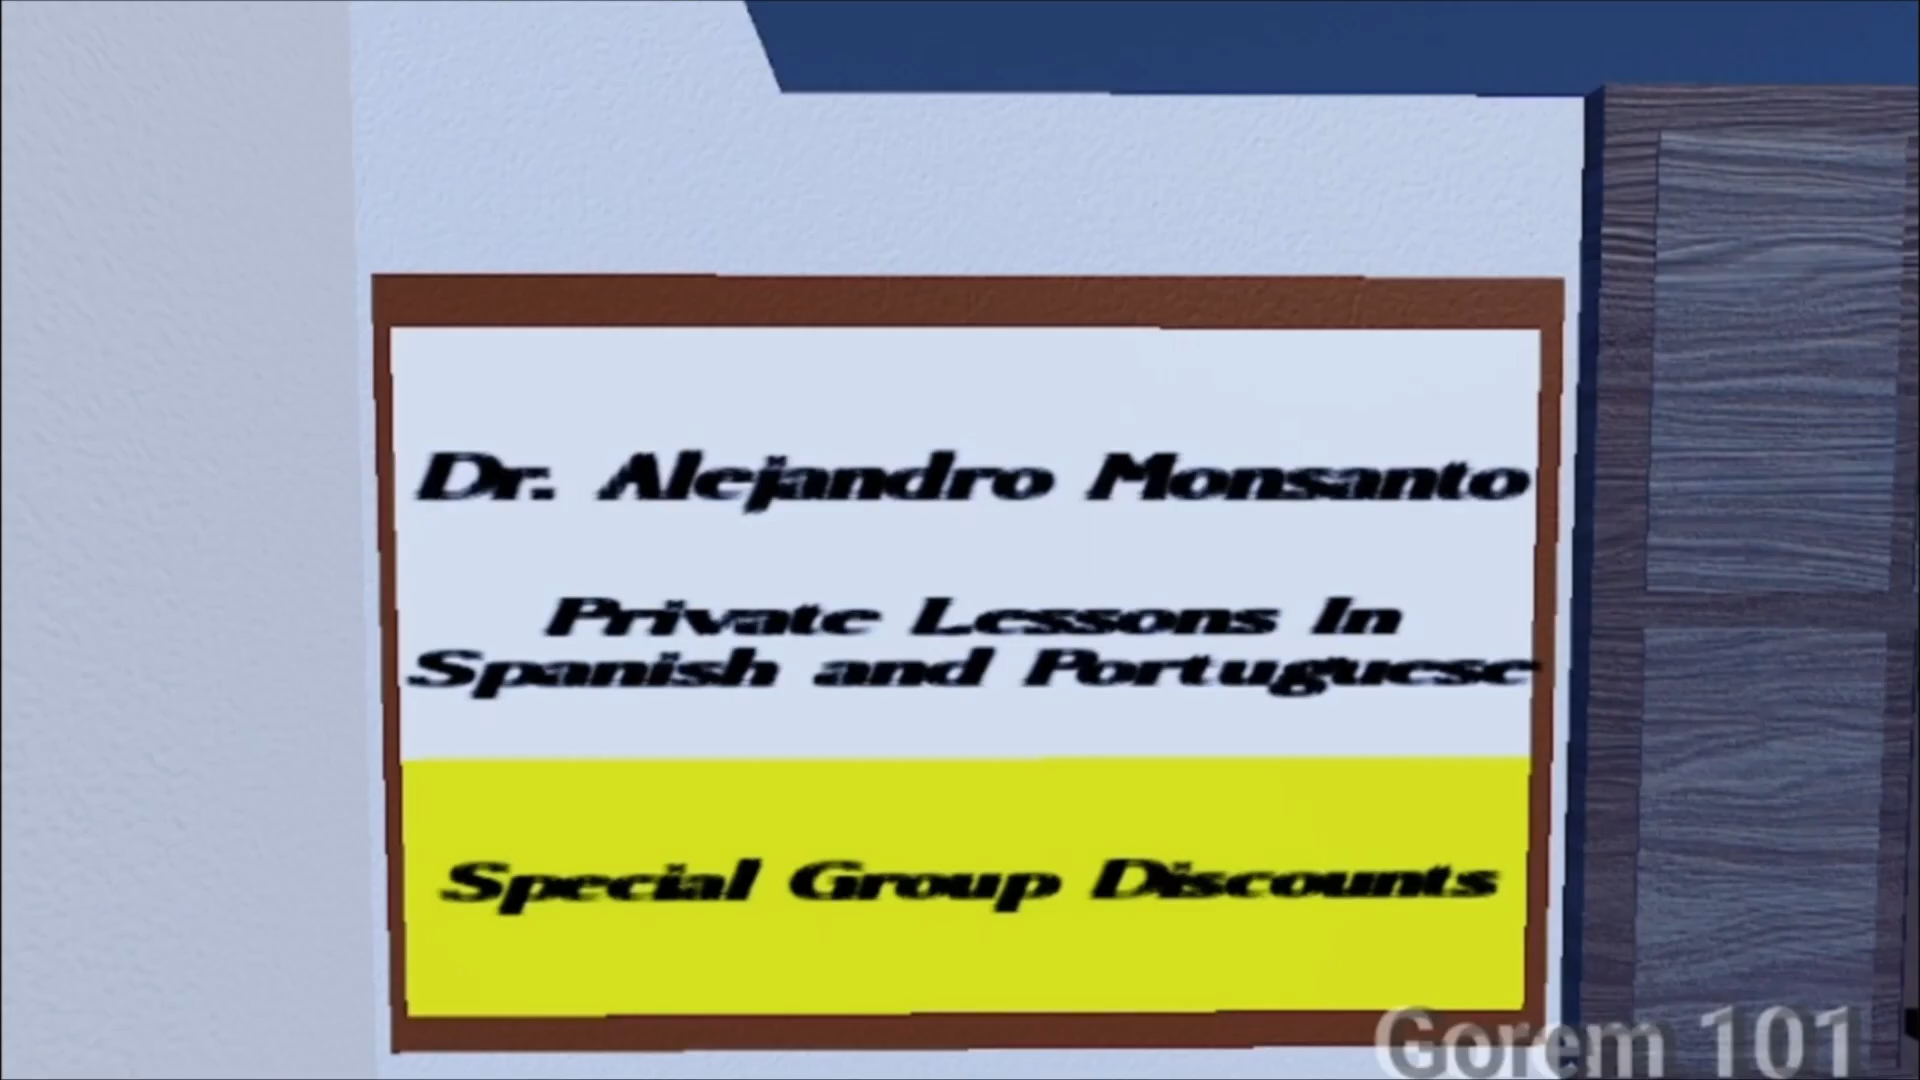 Dr. Alejandro Monsanto
Private Lessons In
Spanish and Portuguese
Special Group Discounts
Gorem 101